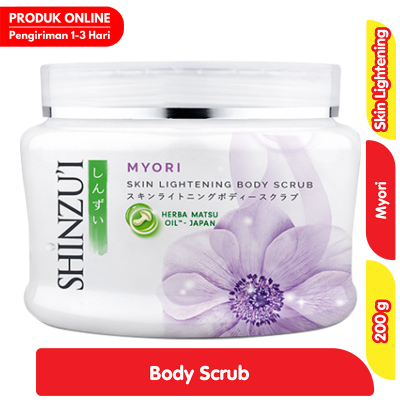 PRODUK ONLINE
Pengiriman 1-3 Hari
SHINZU'I
しんずい
MYORI
SKIN LIGHTENING BODY SCRUB
スキンライトニングボディースクラブ
HERBA MATSU
OIL™- JAPAN
Skin Lightening
Myori
200 g
Body Scrub